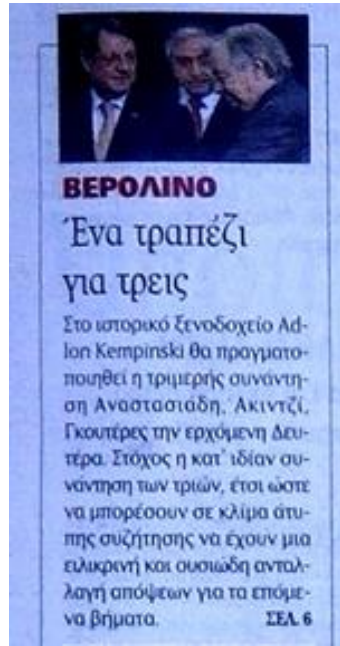 ΒΕΡΟΛΙΝΟ
Ένα τραπέζι
για τρεις
Στο ιστορικό ξενοδοχείο Ad-
lon Kempinski θα πραγματο-
ποιηθεί η τριμερής συνάντη-
ση Αναστασιάδη, Ακιντζί,
Γκουτέρες την ερχόμενη Δευ-
τέρα. Στόχος η κατ' ιδίαν συ-
νάντηση των τριών, έτσι ώστε
να μπορέσουν σε κλίμα άτυ-
πης συζήτησης να έχουν μια
ειλικρινή και ουσιώδη ανταλ-
λαγή απόψεων για τα επόμε-
να βήματα. ΣΕΛ. 6